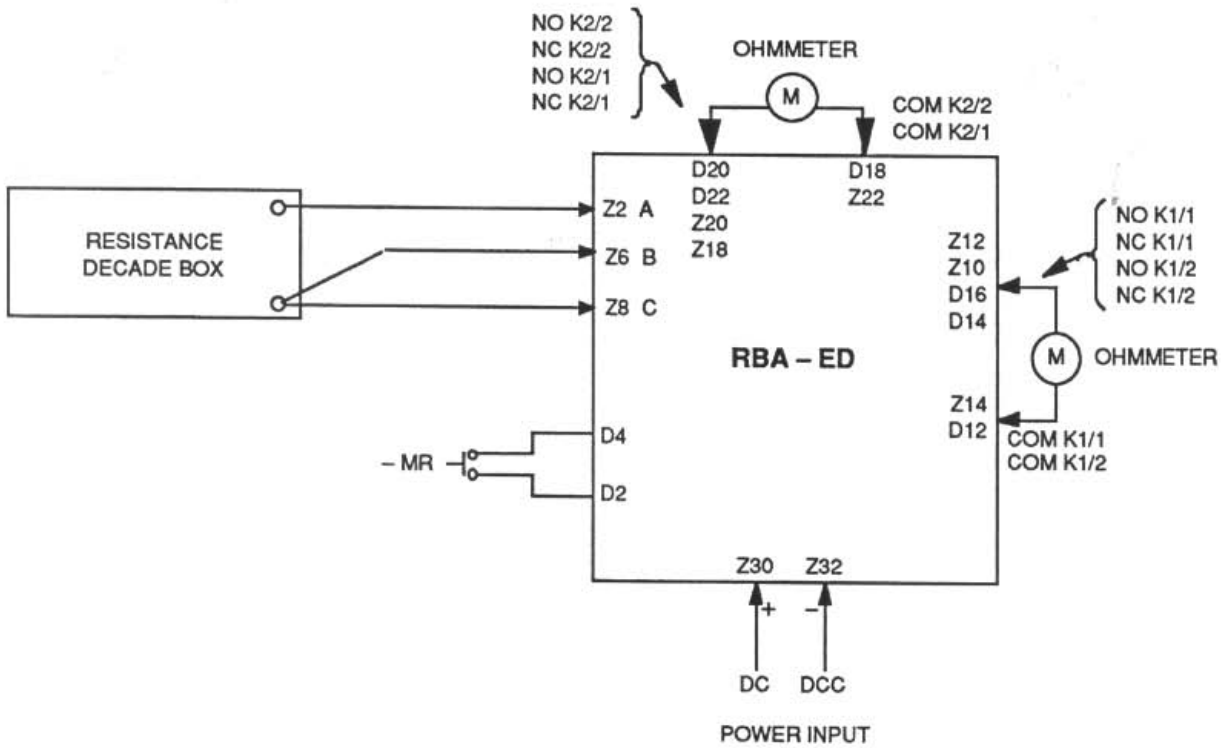 NO K2/2
NC K2/2
NO K2/1
NC K2/1
OHMMETER
M
COM K2/2
COM K2/1
D20
D22
Z20
Z18
D18
Z22
RESISTANCE
DECADE BOX
Z2 A
Z6 B
Z8 C
NO K1/1
NC K1/1
NO K1/2
NC K1/2
Z12
Z10
D16
D14
RBA – ED
M
OHMMETER
Z14
D12
COM K1/1
COM K1/2
– MR
D4
D2
Z30
Z32
+
–
DC
DCC
POWER INPUT